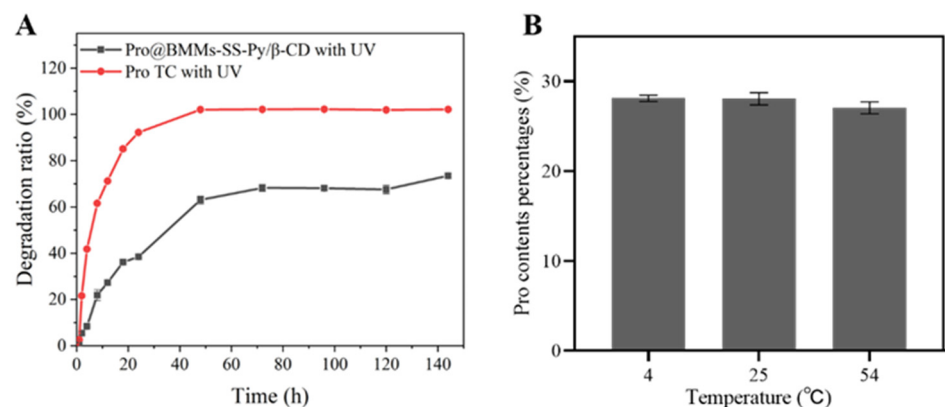 A
Pro@BMMs-SS-Py/β-CD with UV
Pro TC with UV
Degradation ratio (%)
120
100
80
60
40
20
0
0 20 40 60 80 100 120 140
Time (h)
B
Pro contents percentages (%)
30
20
10
0
4 25 54
Temperature (℃)